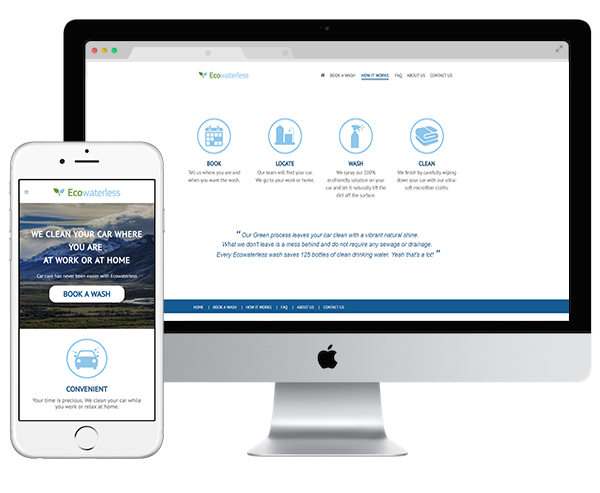 Ecowaterless
BOOK A WASH HOW IT WORKS FAQ ABOUT US CONTACT US
BOOK
Tell us where you are and
when you want the wash.
LOCATE
Our team will find your car.
We go to your work or home.
WASH
We spray our 100%
ecofriendly solution on your
car and let it naturally lift the
dirt off the surface.
CLEAN
We finish by carefully wiping
down your car with our ultra-
soft microfiber cloths.
“ Our Green process leaves your car clean with a vibrant natural shine.
What we don't leave is a mess behind and do not require any sewage or drainage.
Every Ecowaterless wash saves 125 bottles of clean drinking water. Yeah that's a lot! ”
HOME | BOOK A WASH | HOW IT WORKS | FAQ | ABOUT US | CONTACT US
Ecowaterless
WE CLEAN YOUR CAR WHERE
YOU ARE
AT WORK OR AT HOME
Car care has never been easier with Ecowaterless
BOOK A WASH
CONVENIENT
Your time is precious. We clean your car while
you work or relax at home.